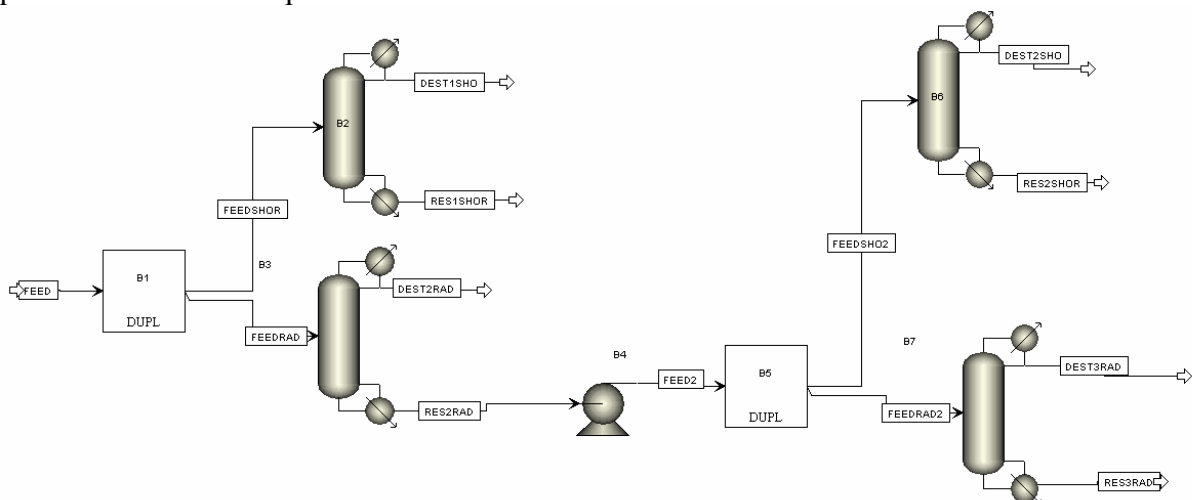 DEST1SHO
B2
RES1SHOR
FEEDSHOR
B3
FEED
B1
DUPL
DEST2RAD
FEEDRAD
RES2RAD
B4
FEED2
B5
DUPL
DEST2SHO
B6
RES2SHOR
FEEDSHO2
B7
DEST3RAD
FEEDRAD2
RES3RAD